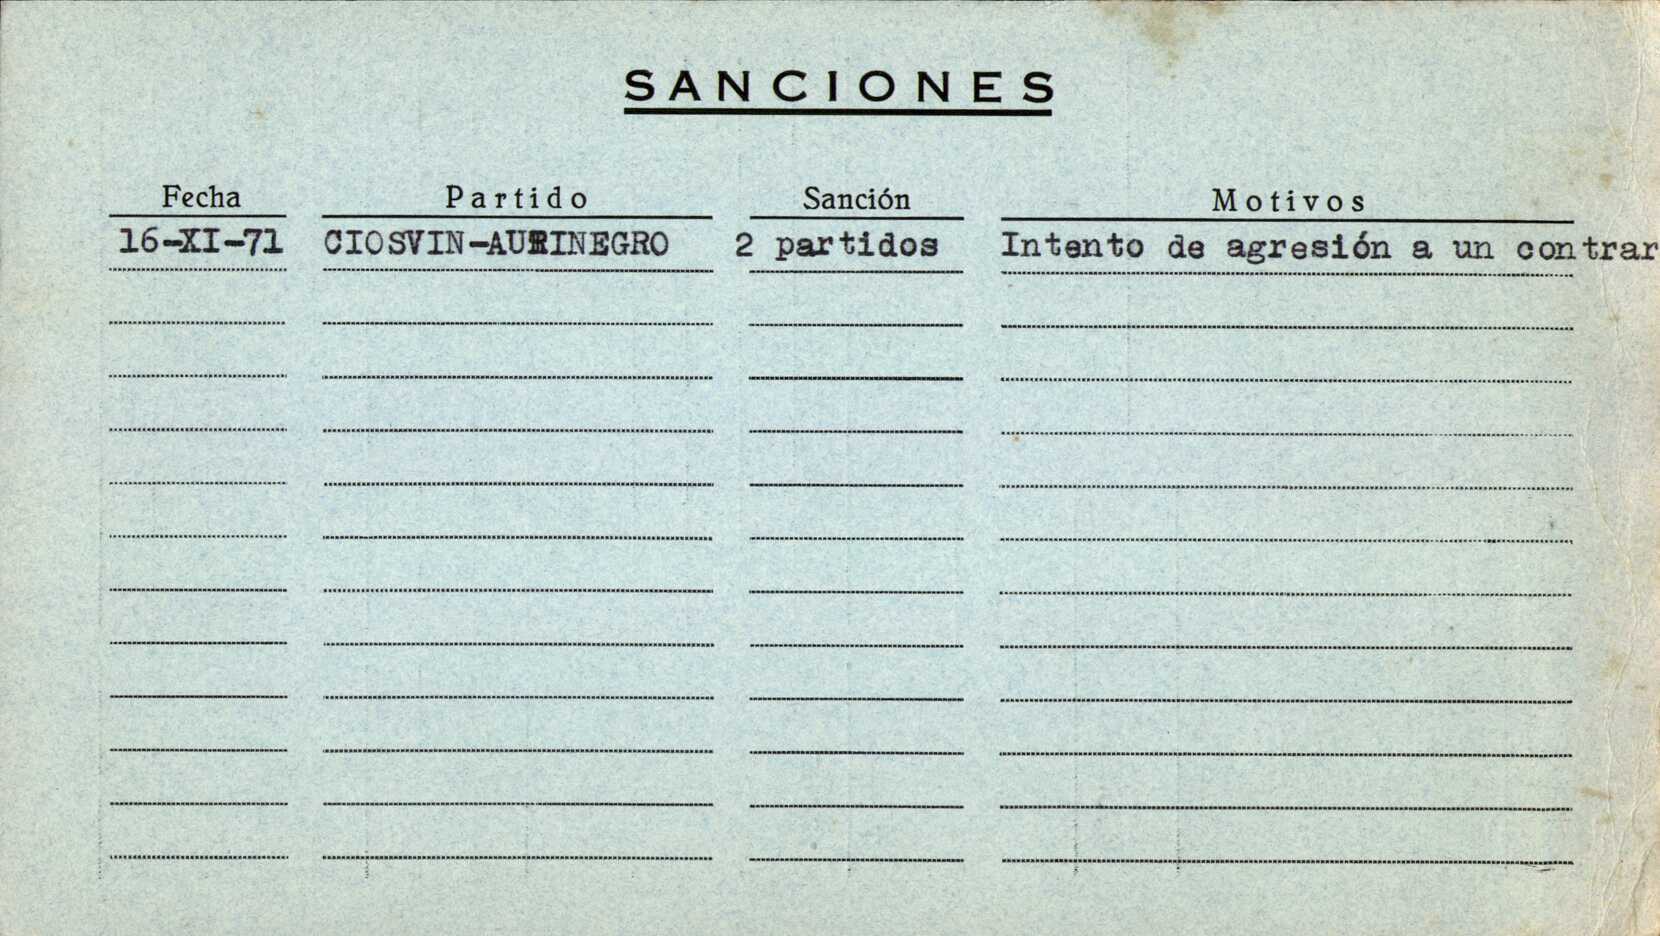 SANCIONES
Fecha Partido Sanción Motivos
16-XI-71 CIOSVIN-AURINEGRO 2 partidos Intento de agresión a un contrar